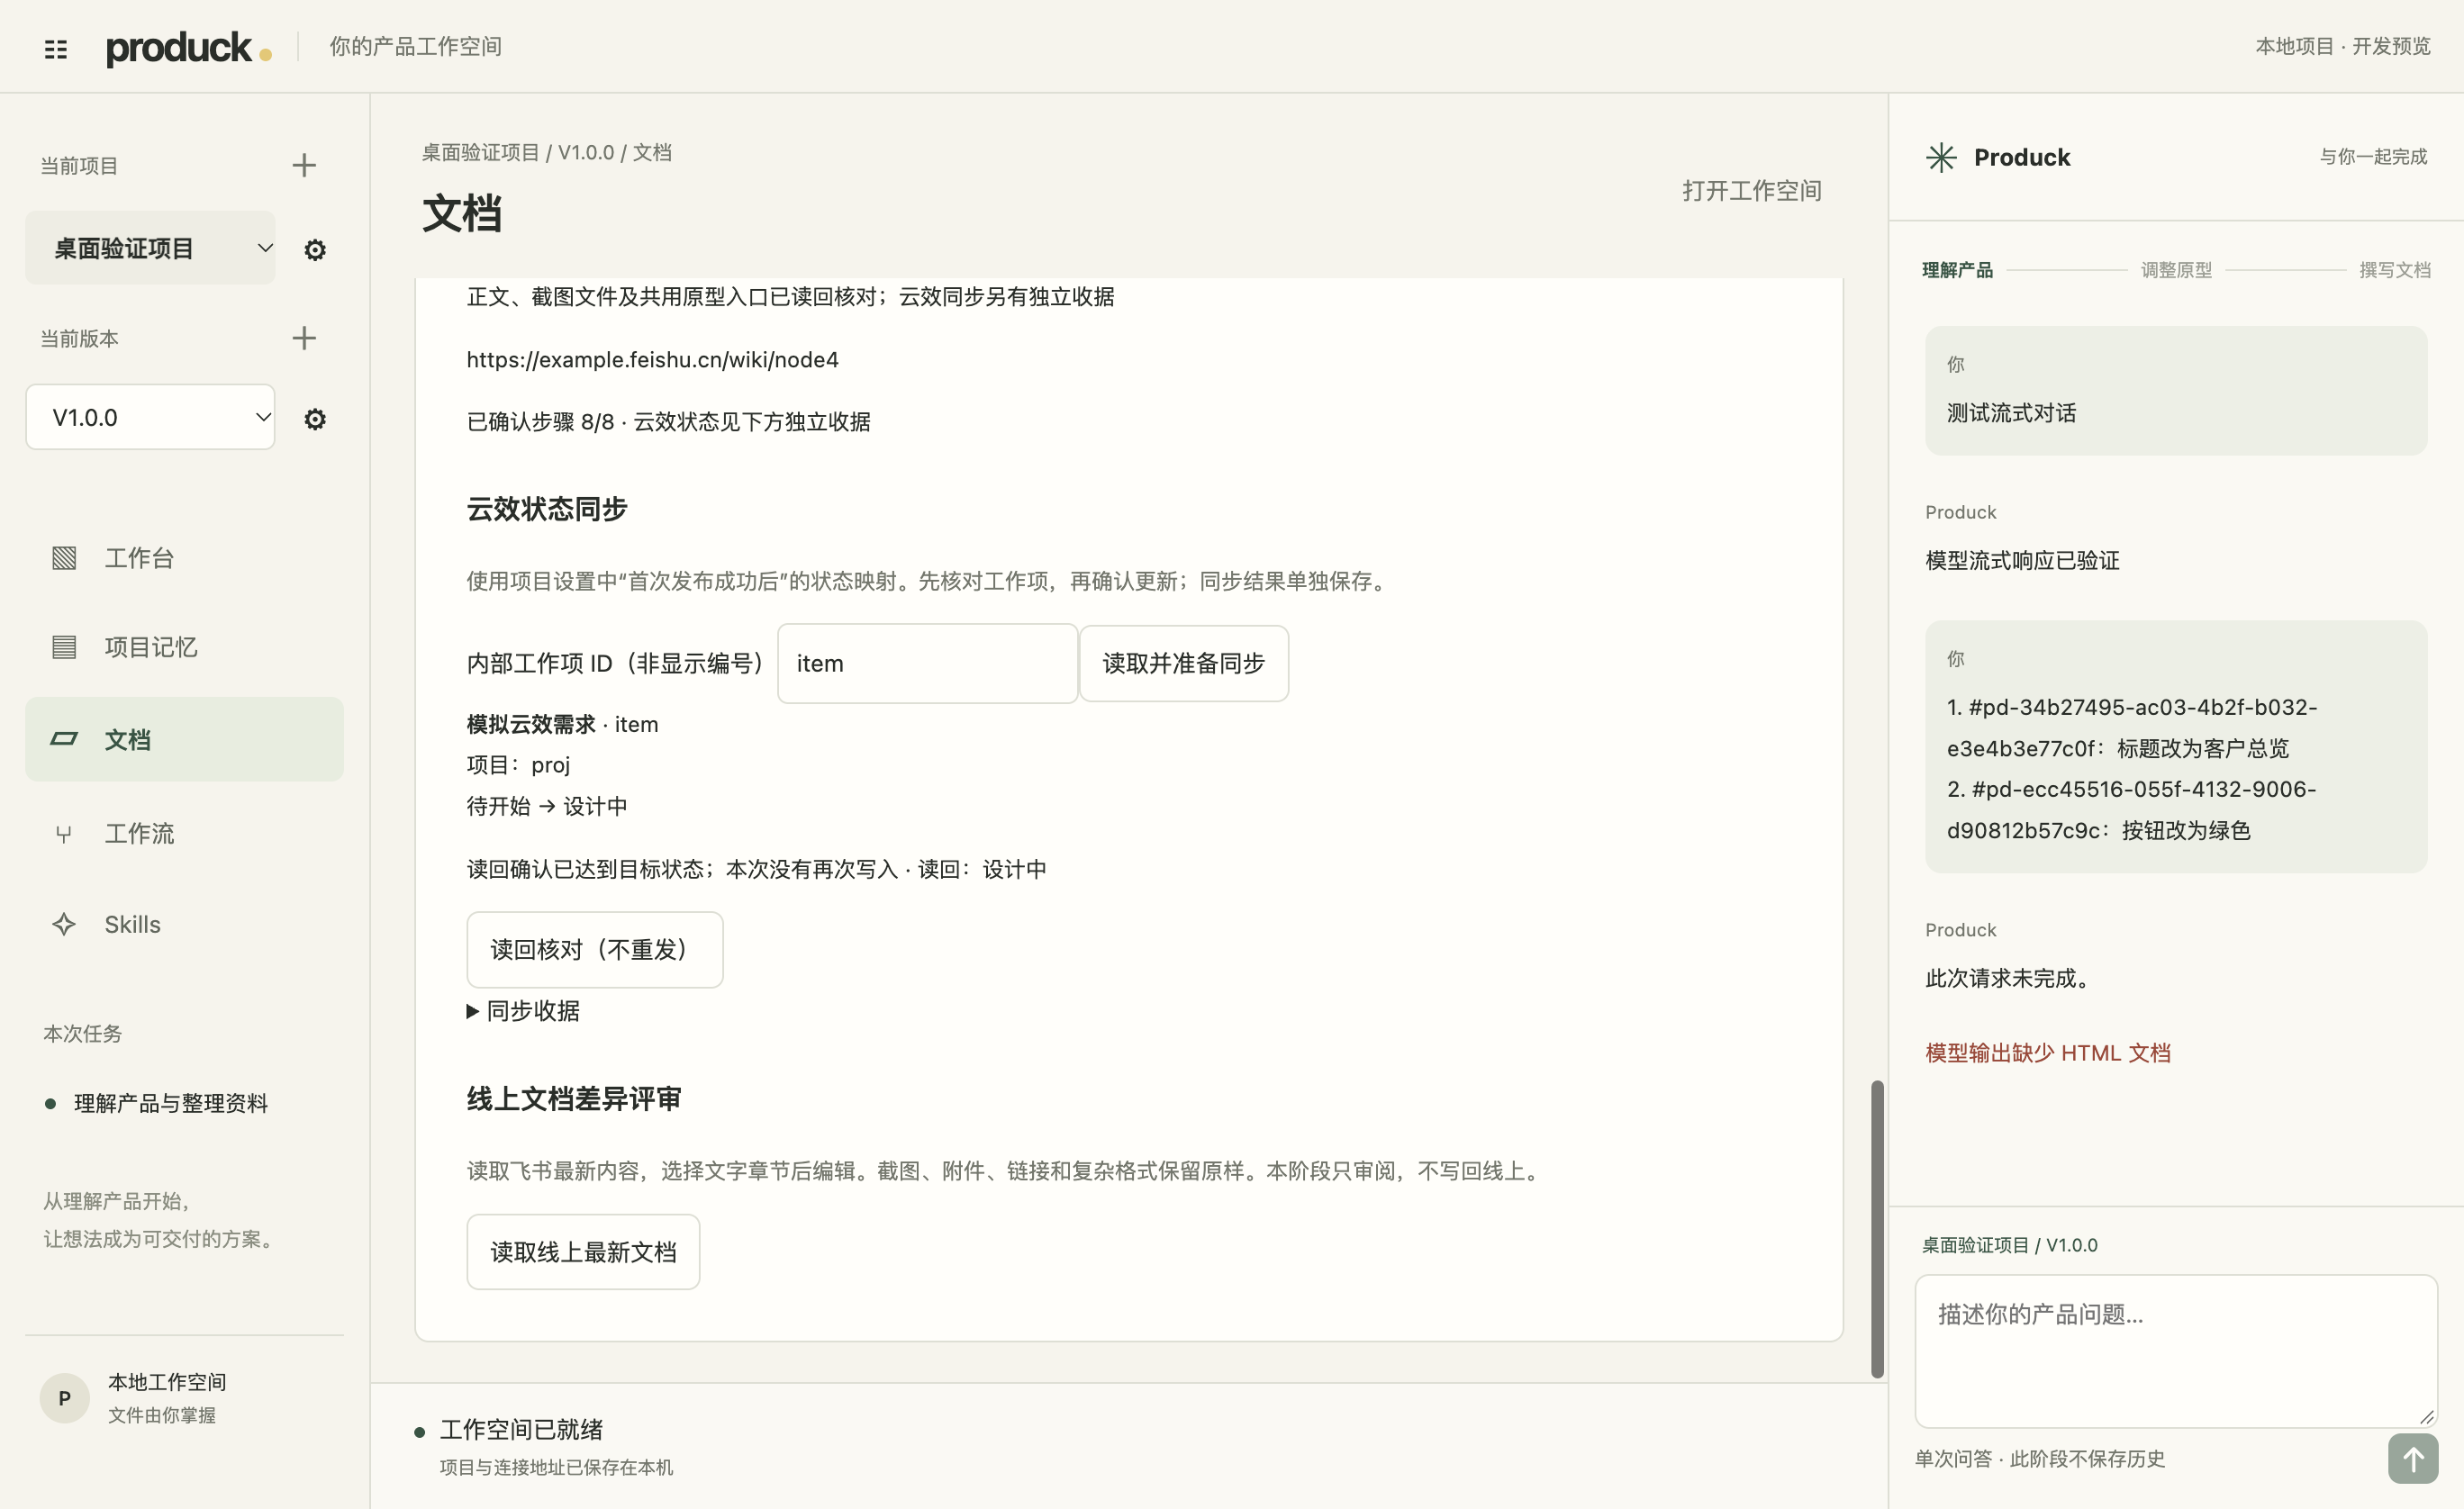 produck
你的产品工作空间
本地项目 · 开发预览
当前项目
桌面验证项目
当前版本
V1.0.0
工作台
项目记忆
文档
工作流
Skills
本次任务
理解产品与整理资料
从理解产品开始，
让想法成为可交付的方案。
P
本地工作空间
文件由你掌握
桌面验证项目 / V1.0.0 / 文档
文档
打开工作空间
正文、截图文件及共用原型入口已读回核对；云效同步另有独立收据
https://example.feishu.cn/wiki/node4
已确认步骤 8/8 · 云效状态见下方独立收据
云效状态同步
使用项目设置中“首次发布成功后”的状态映射。先核对工作项，再确认更新；同步结果单独保存。
内部工作项 ID（非显示编号） item 读取并准备同步
模拟云效需求 · item
项目：proj
待开始 → 设计中
读回确认已达到目标状态；本次没有再次写入 · 读回：设计中
读回核对（不重发）
▶ 同步收据
线上文档差异评审
读取飞书最新内容，选择文字章节后编辑。截图、附件、链接和复杂格式保留原样。本阶段只审阅，不写回线上。
读取线上最新文档
工作空间已就绪
项目与连接地址已保存在本机
Produck
与你一起完成
理解产品 调整原型 撰写文档
你
测试流式对话
Produck
模型流式响应已验证
你
1. #pd-34b27495-ac03-4b2f-b032-
e3e4b3e77c0f：标题改为客户总览
2. #pd-ecc45516-055f-4132-9006-
d90812b57c9c：按钮改为绿色
Produck
此次请求未完成。
模型输出缺少 HTML 文档
桌面验证项目 / V1.0.0
描述你的产品问题...
单次问答 · 此阶段不保存历史